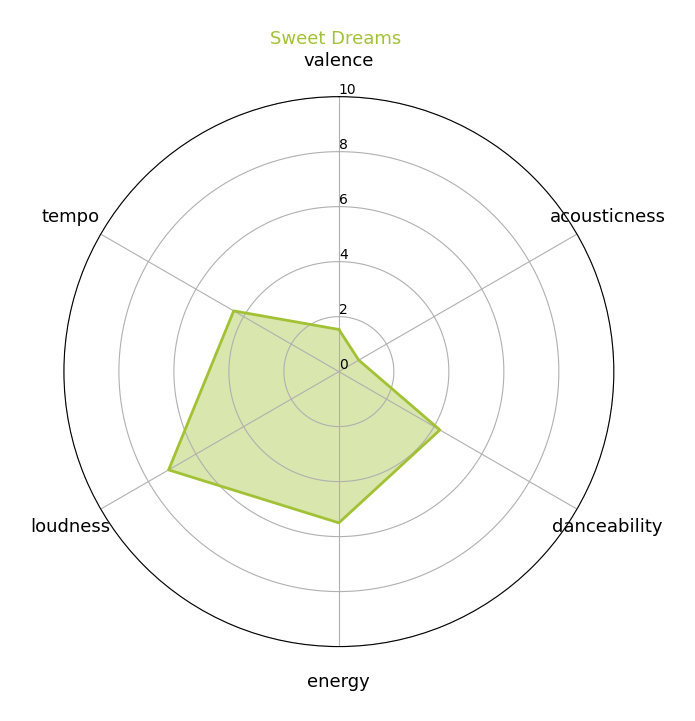 Sweet Dreams
valence
10
8
6
4
2
0
tempo
acousticness
loudness
danceability
energy